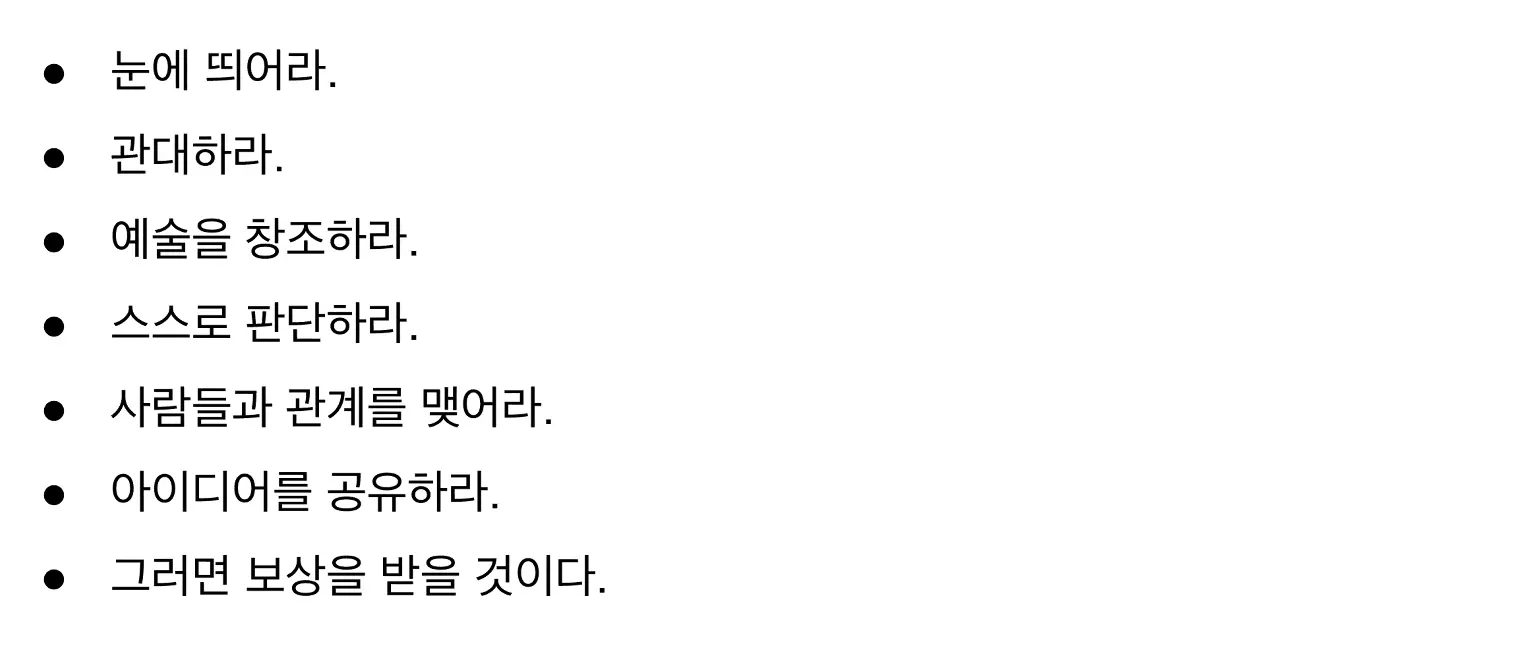 ● 눈에 띄어라.
● 관대하라.
● 예술을 창조하라.
● 스스로 판단하라.
● 사람들과 관계를 맺어라.
● 아이디어를 공유하라.
● 그러면 보상을 받을 것이다.